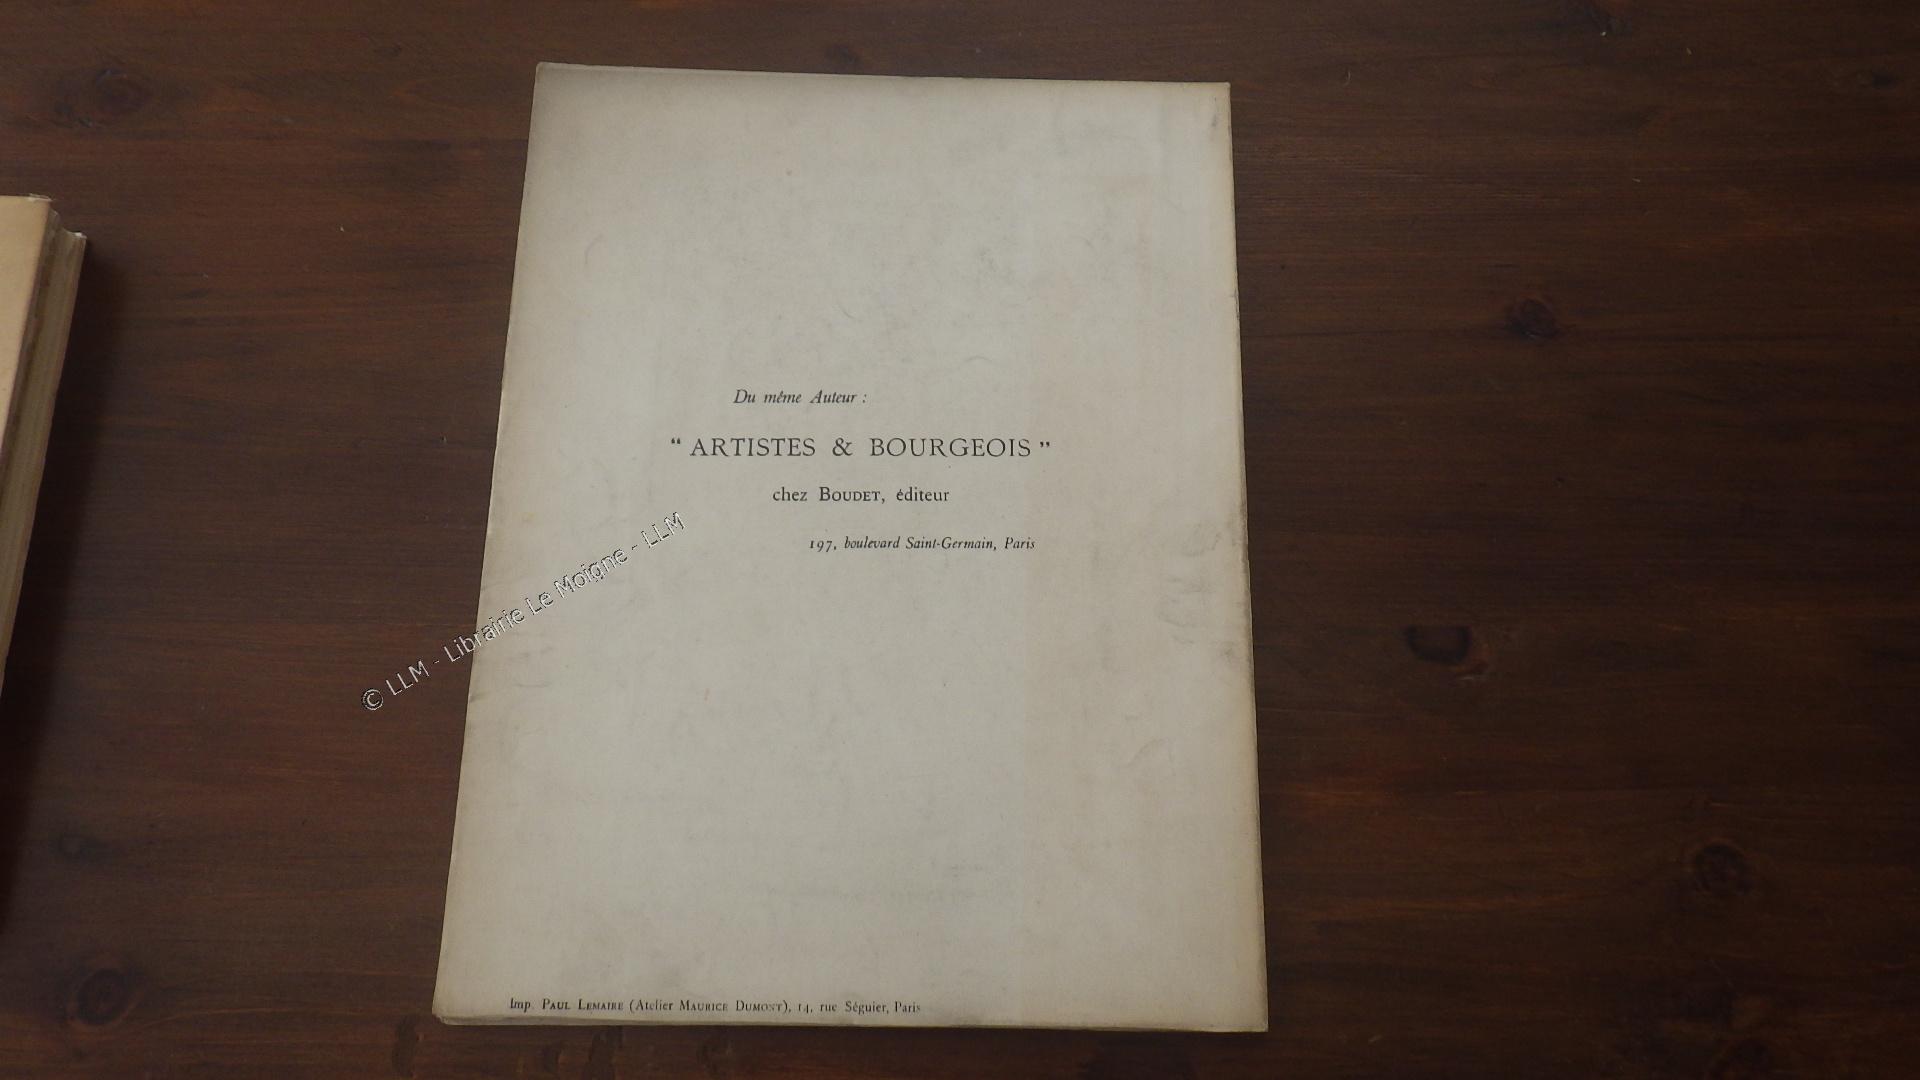 Du même Auteur :
“ ARTISTES & BOURGEOIS ”
chez BOUDET, éditeur
197, boulevard Saint-Germain, Paris
© LLM - Librairie Le Moigne - LLM
Imp. PAUL LEMAIRE (Atelier MAURICE DUMONT), 14, rue Séguier, Paris